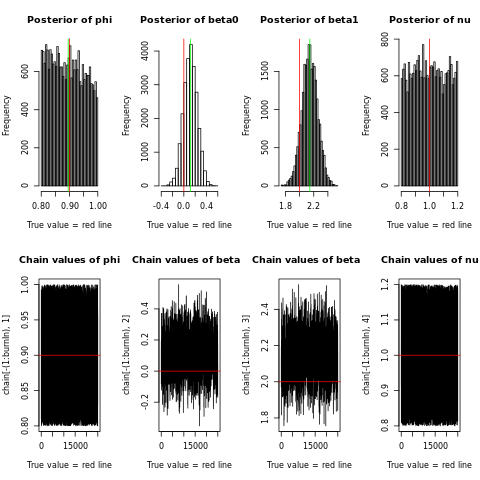 Posterior of phi
Posterior of beta0
Posterior of beta1
Posterior of nu
Frequency
0 200 400 600
0.80 0.90 1.00
True value = red line
Frequency
0 1000 2000 4000
-0.4 0.0 0.4
True value = red line
Frequency
0 500 1000 1500
1.8 2.2
True value = red line
Frequency
0 200 400 600 800
0.8 1.0 1.2
True value = red line
Chain values of phi
Chain values of beta
Chain values of beta
Chain values of nu
chain[-(1:burnIn), 1]
0.80 0.85 0.90 0.95 1.00
0 15000
True value = red line
chain[-(1:burnIn), 2]
-0.2 0.0 0.2 0.4
0 15000
True value = red line
chain[-(1:burnIn), 3]
1.8 2.0 2.2 2.4
0 15000
True value = red line
chain[-(1:burnIn), 4]
0.8 0.9 1.0 1.1 1.2
0 15000
True value = red line